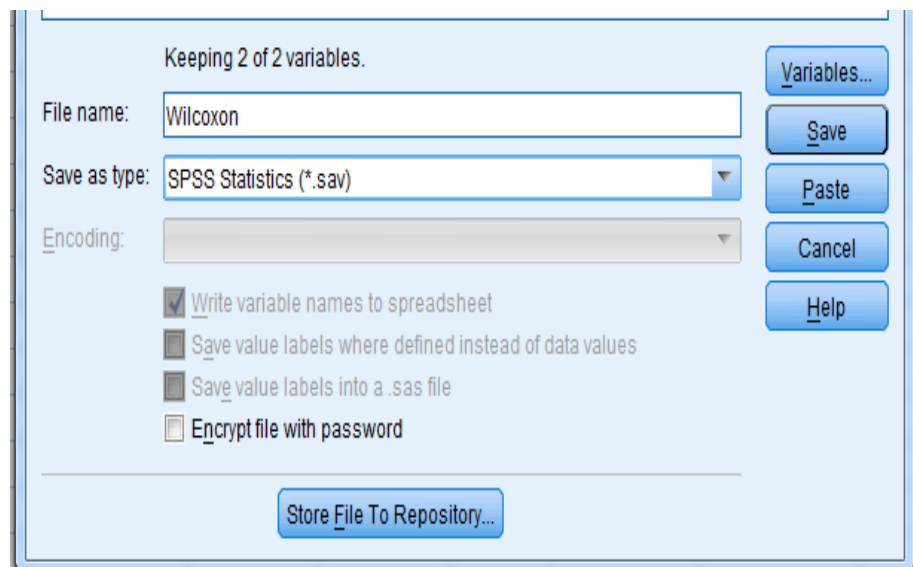 Keeping 2 of 2 variables.
Variables...
File name: Wilcoxon
Save
Save as type: SPSS Statistics (*.sav)
Paste
Encoding:
Cancel
Write variable names to spreadsheet
Help
Save value labels where defined instead of data values
Save value labels into a .sas file
Encrypt file with password
Store File To Repository...